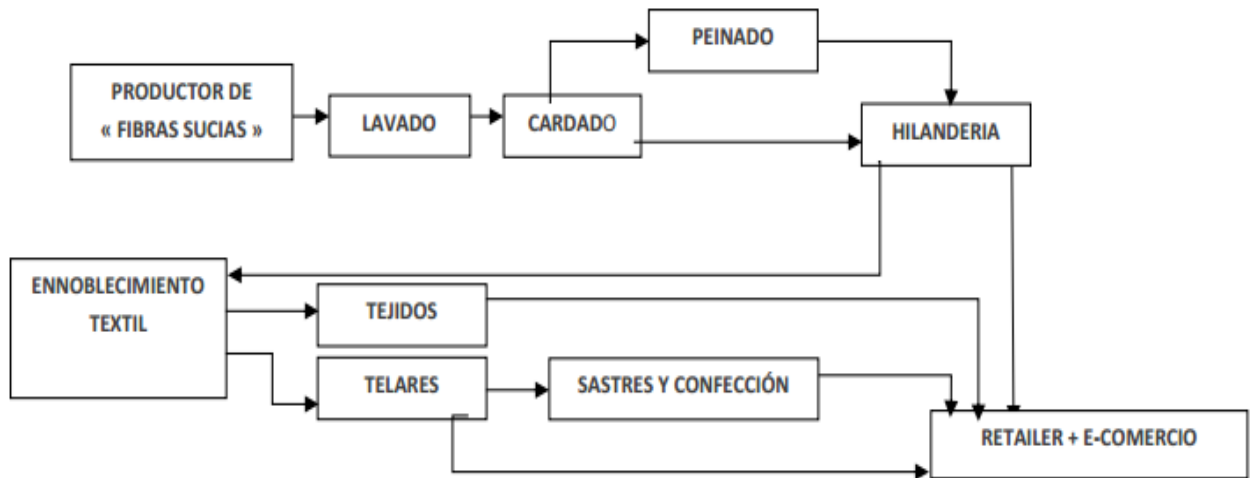 PEINADO
PRODUCTOR DE
« FIBRAS SUCIAS »
LAVADO
CARDADO
HILANDERIA
ENNOBLECIMIENTO
TEXTIL
TEJIDOS
TELARES
SASTRES Y CONFECCIÓN
RETAILER + E-COMERCIO